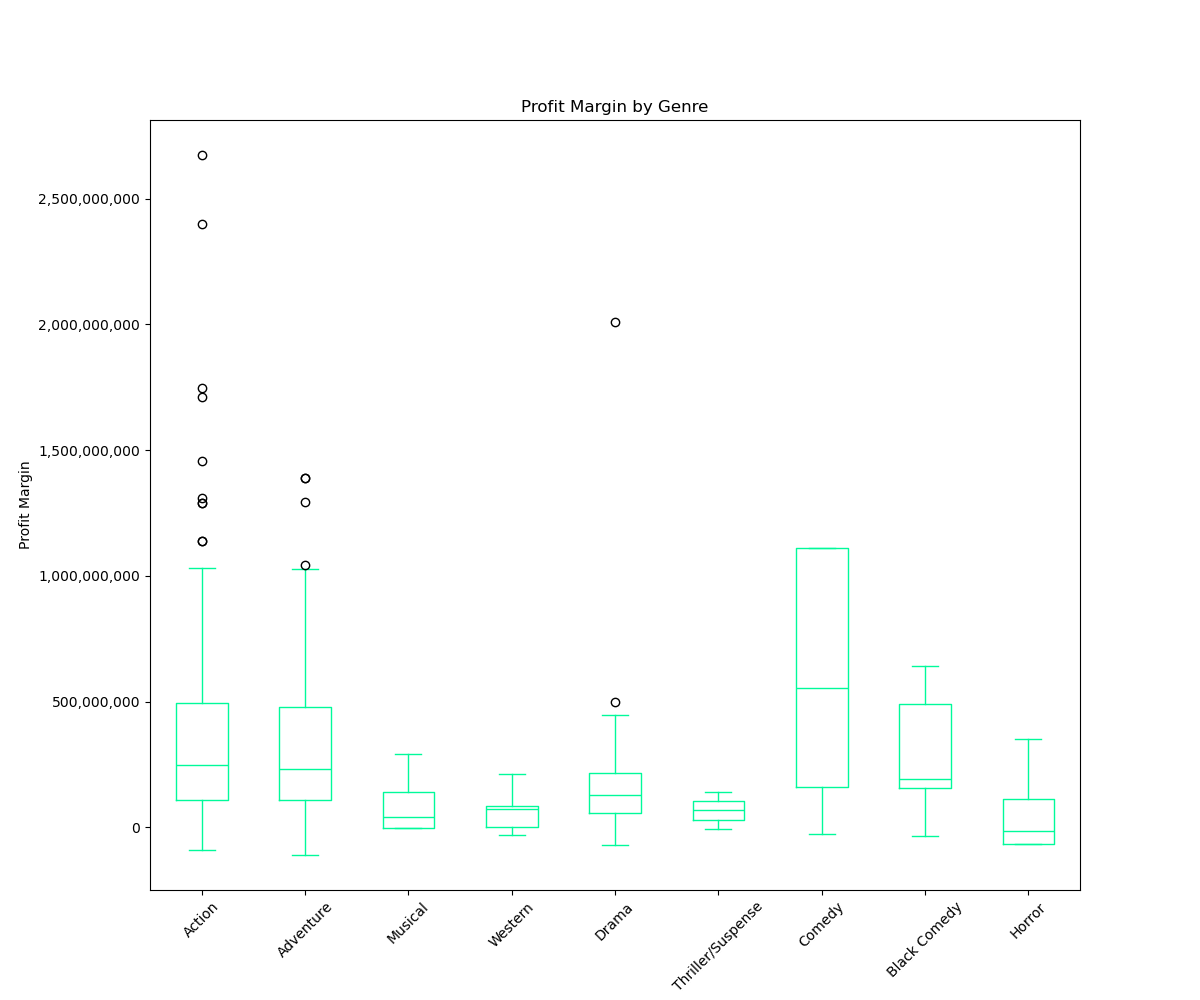 Profit Margin by Genre
2,500,000,000
2,000,000,000
1,500,000,000
1,000,000,000
500,000,000
0
Profit Margin
Action
Adventure
Musical
Western
Drama
Thriller/Suspense
Comedy
Black Comedy
Horror